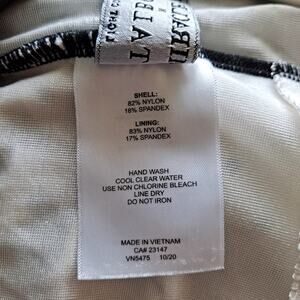 SHELL:
82% NYLON
18% SPANDEX
LINING:
83% NYLON
17% SPANDEX
HAND WASH
COOL CLEAR WATER
USE NON CHLORINE BLEACH
LINE DRY
DO NOT IRON
MADE IN VIETNAM
CA# 23147
VN5475 10/20